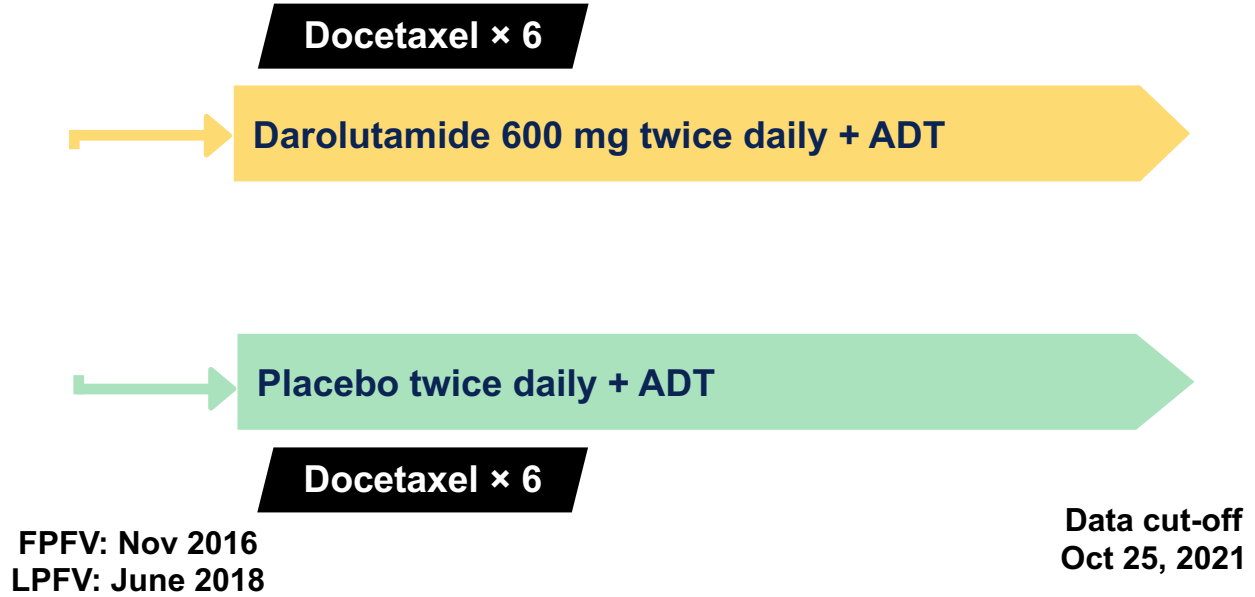 Docetaxel × 6
Darolutamide 600 mg twice daily + ADT
Placebo twice daily + ADT
Docetaxel × 6
FPFV: Nov 2016
LPFV: June 2018
Data cut-off
Oct 25, 2021